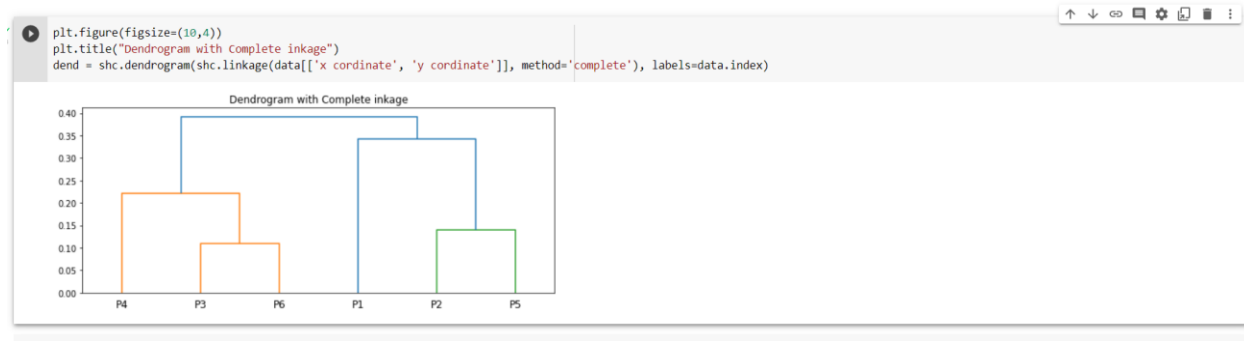 plt.figure(figsize=(10,4))
plt.title("Dendrogram with Complete inkage")
dend = shc.dendrogram(shc.linkage(data[['x cordinate', 'y cordinate']], method='complete'), labels=data.index)
Dendrogram with Complete inkage
0.40
0.35
0.30
0.25
0.20
0.15
0.10
0.05
0.00
P4 P3 P6 P1 P2 P5